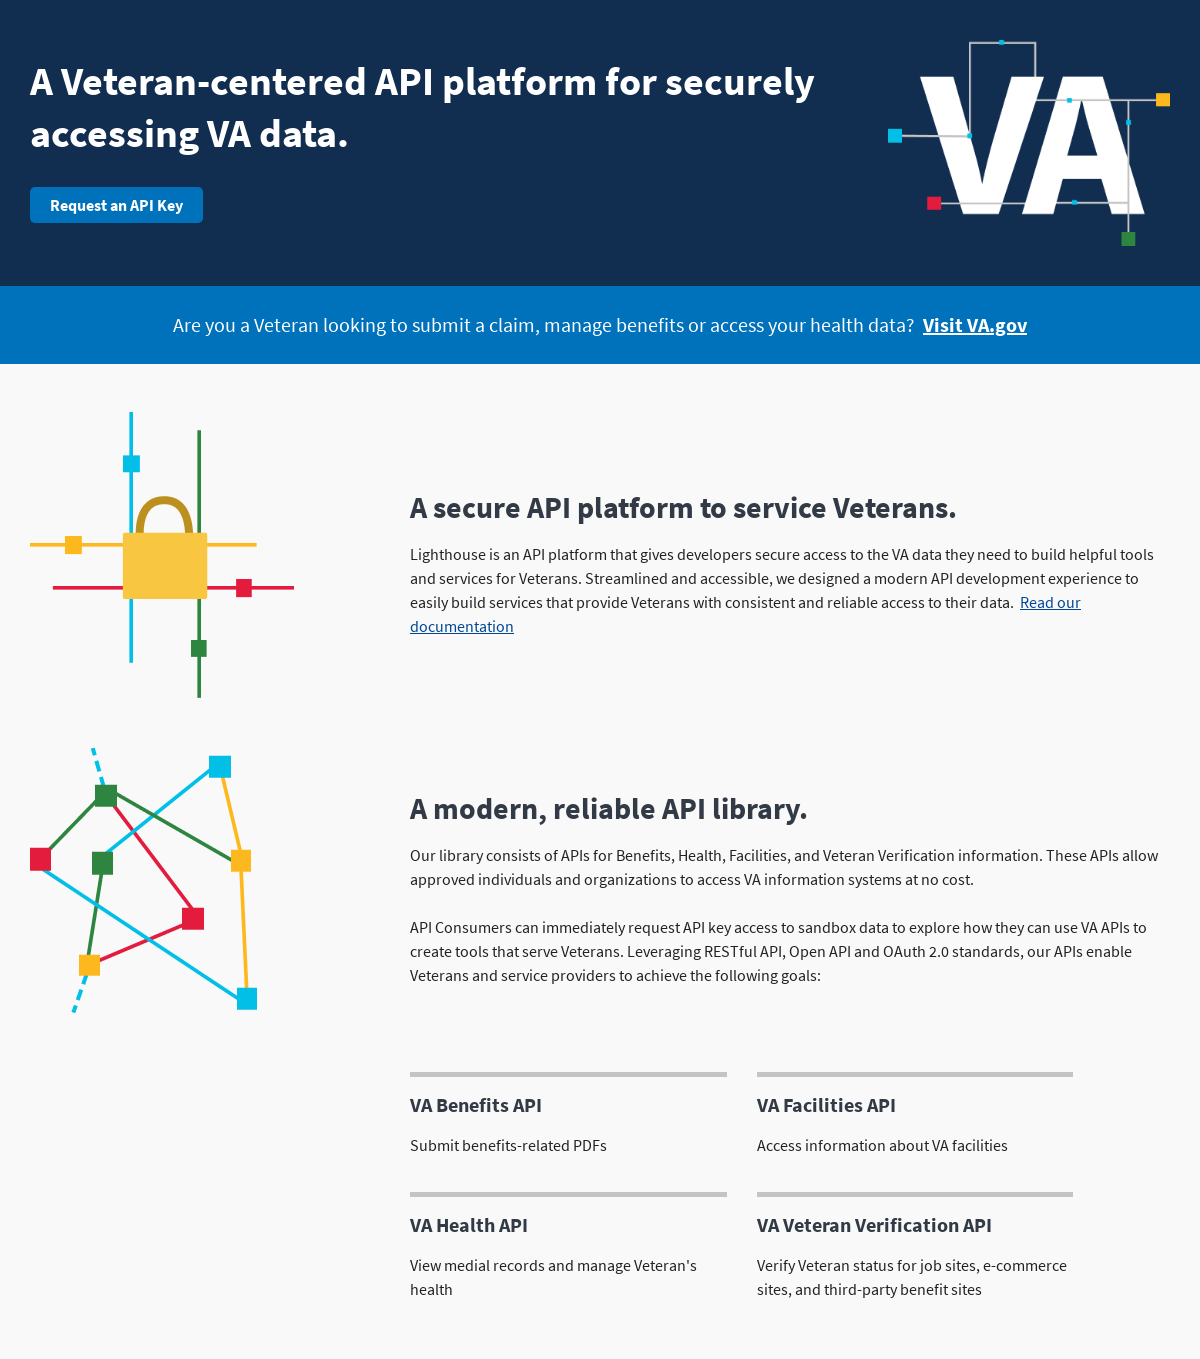 A Veteran-centered API platform for securely
accessing VA data.
Request an API Key
VA
Are you a Veteran looking to submit a claim, manage benefits or access your health data? Visit VA.gov
A secure API platform to service Veterans.
Lighthouse is an API platform that gives developers secure access to the VA data they need to build helpful tools
and services for Veterans. Streamlined and accessible, we designed a modern API development experience to
easily build services that provide Veterans with consistent and reliable access to their data. Read our
documentation
A modern, reliable API library.
Our library consists of APIs for Benefits, Health, Facilities, and Veteran Verification information. These APIs allow
approved individuals and organizations to access VA information systems at no cost.
API Consumers can immediately request API key access to sandbox data to explore how they can use VA APIs to
create tools that serve Veterans. Leveraging RESTful API, Open API and OAuth 2.0 standards, our APIs enable
Veterans and service providers to achieve the following goals:
VA Benefits API
Submit benefits-related PDFs
VA Facilities API
Access information about VA facilities
VA Health API
View medial records and manage Veteran's
health
VA Veteran Verification API
Verify Veteran status for job sites, e-commerce
sites, and third-party benefit sites